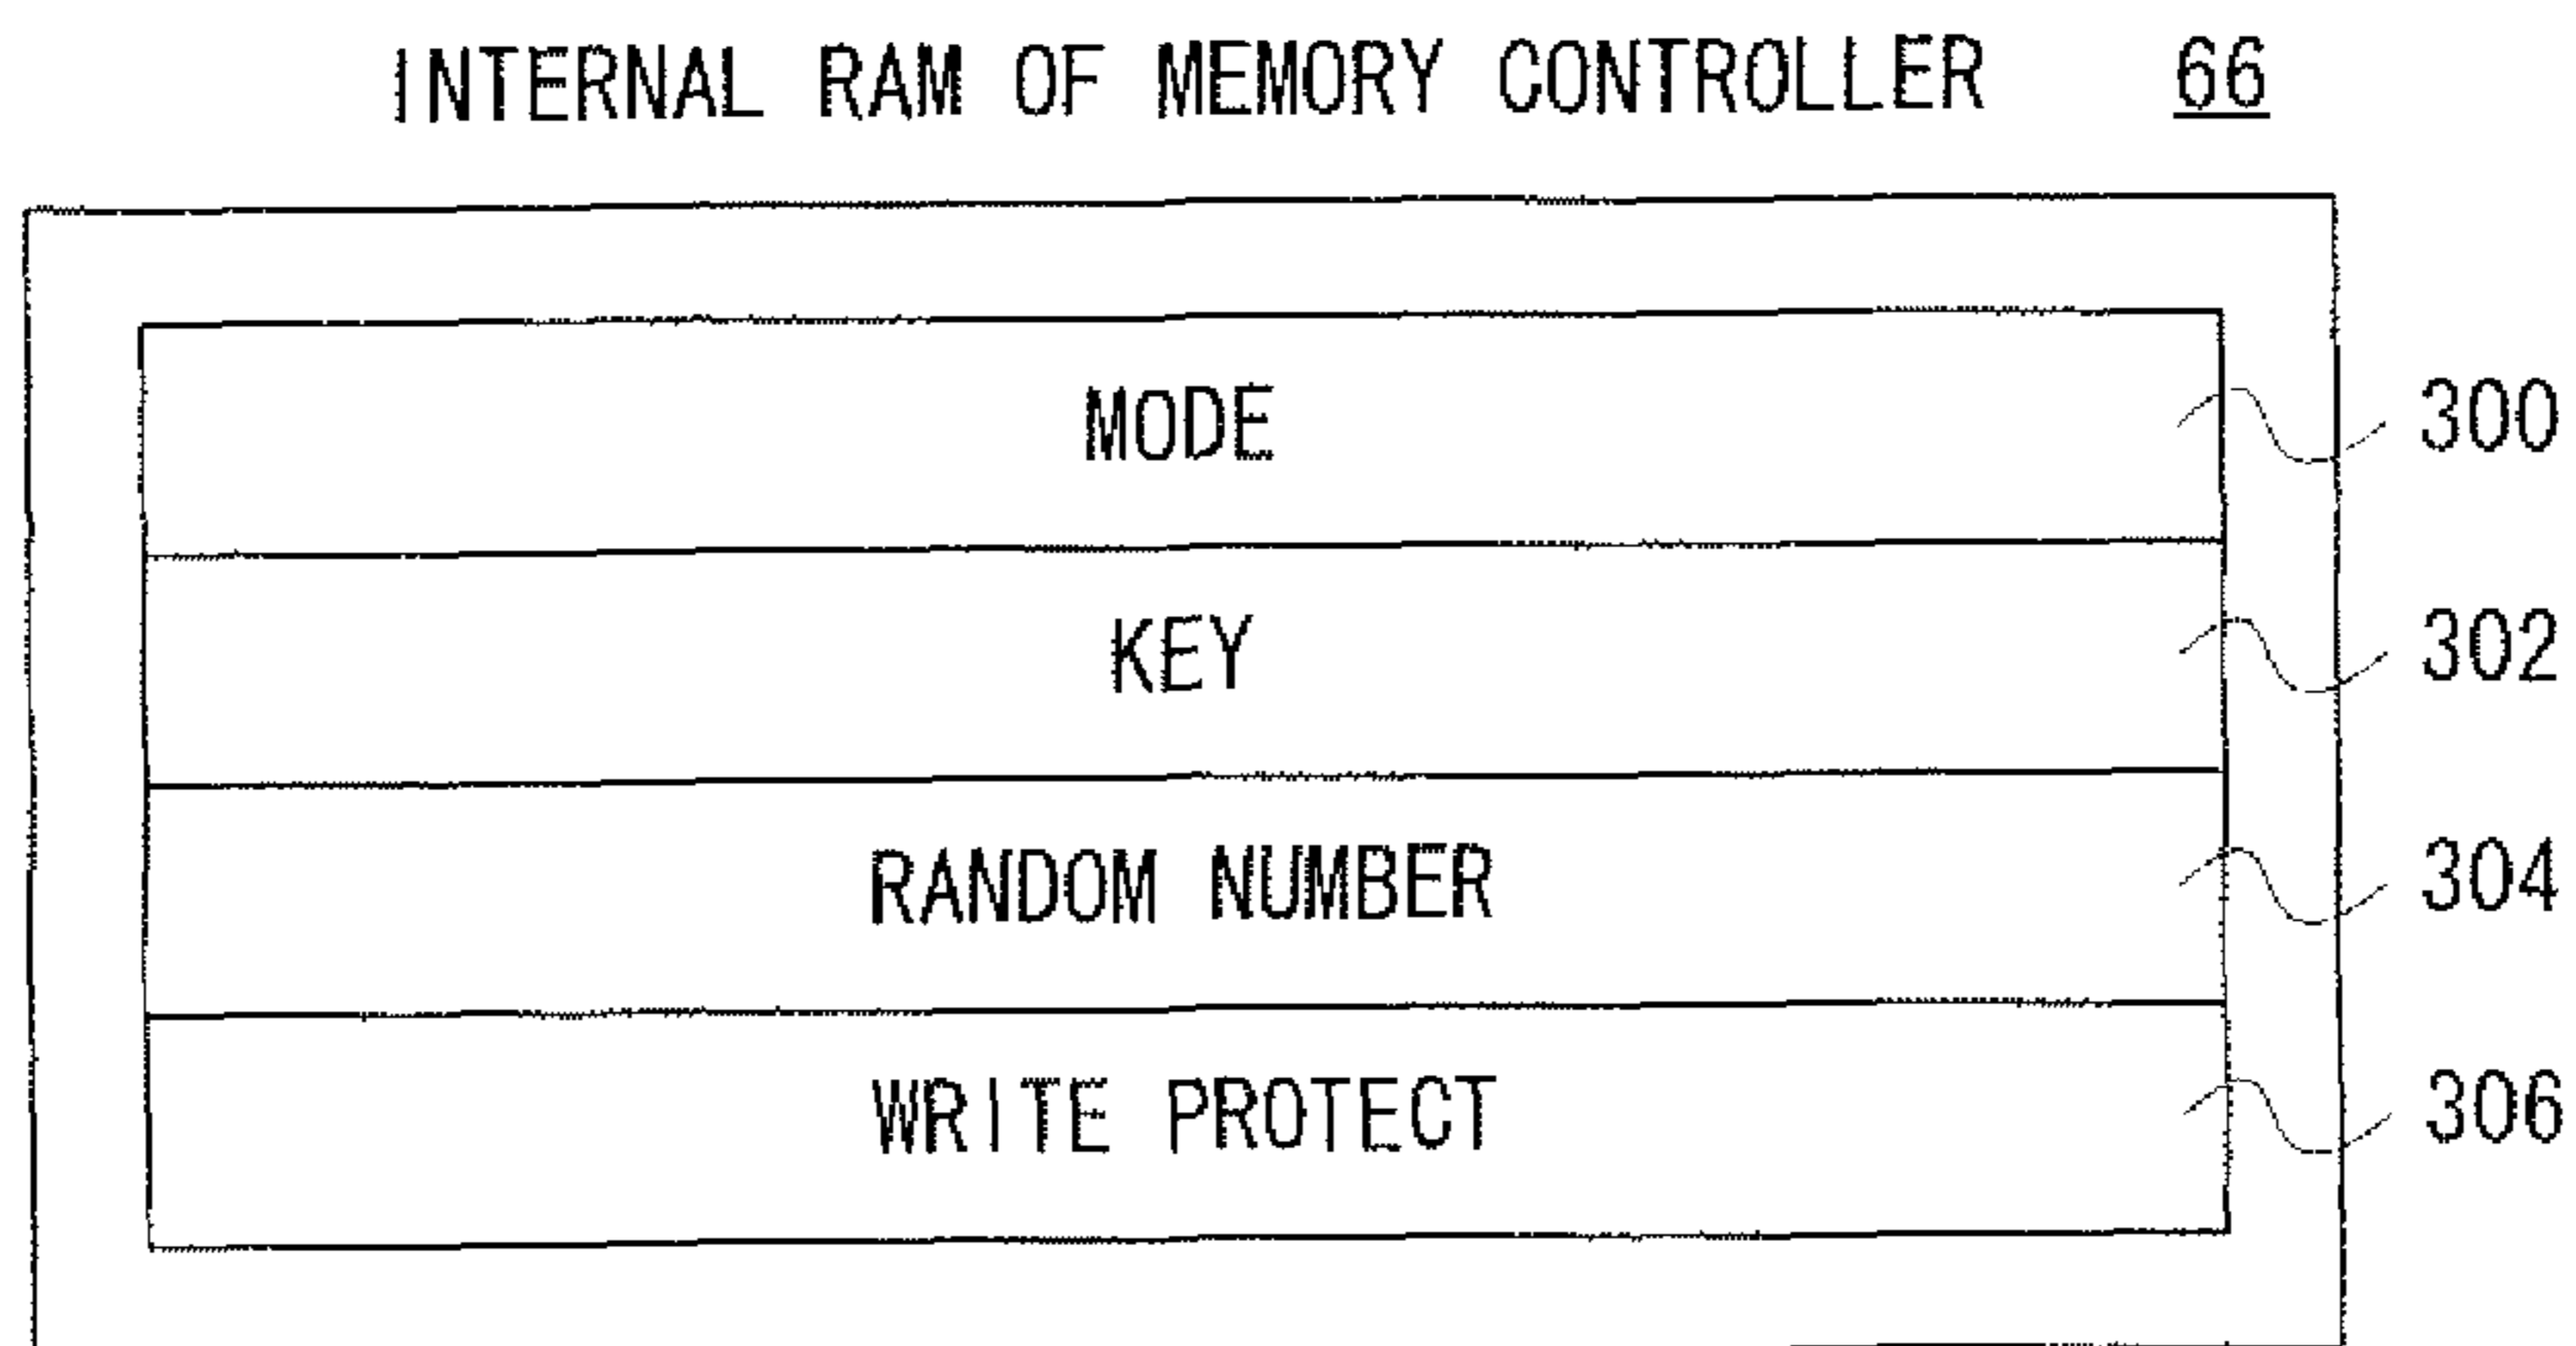 INTERNAL RAM OF MEMORY CONTROLLER 66
MODE 300
KEY 302
RANDOM NUMBER 304
WRITE PROTECT 306